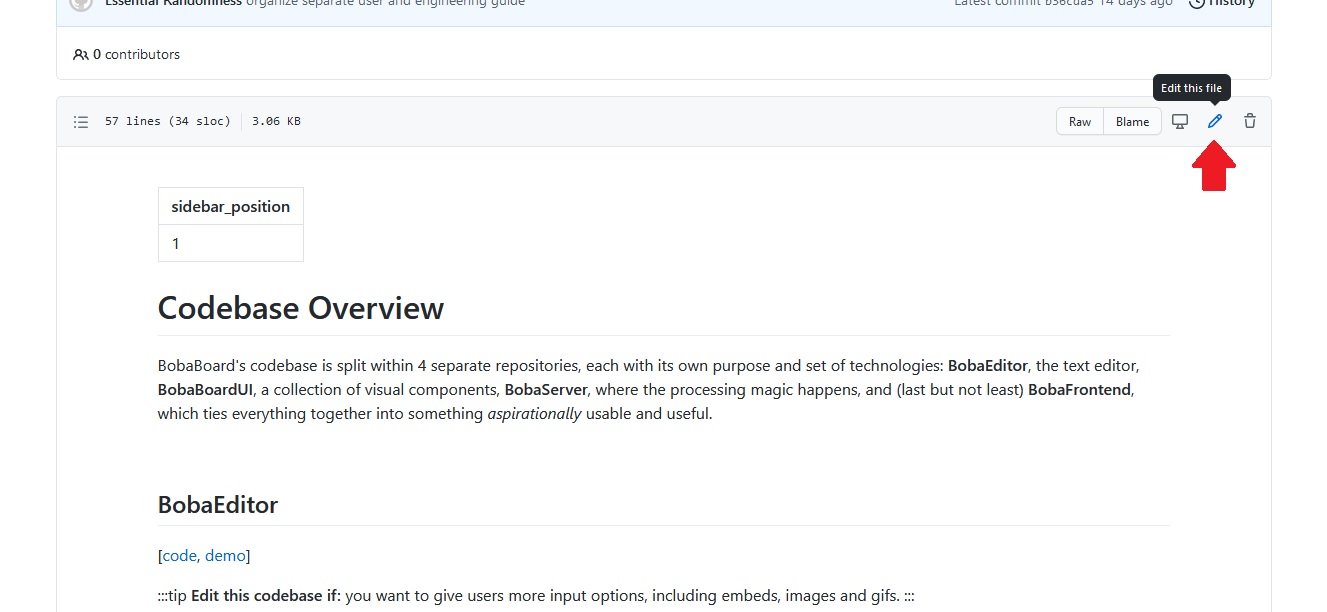 Essential Randomness organize separate user and engineering guide
Latest commit b36cda5 14 days ago History
0 contributors
Edit this file
57 lines (34 sloc) 3.06 KB
Raw Blame
sidebar_position
1
Codebase Overview
BobaBoard's codebase is split within 4 separate repositories, each with its own purpose and set of technologies: BobaEditor, the text editor,
BobaBoardUI, a collection of visual components, BobaServer, where the processing magic happens, and (last but not least) BobaFrontend,
which ties everything together into something aspirationally usable and useful.
BobaEditor
[code, demo]
:::tip Edit this codebase if: you want to give users more input options, including embeds, images and gifs. :::